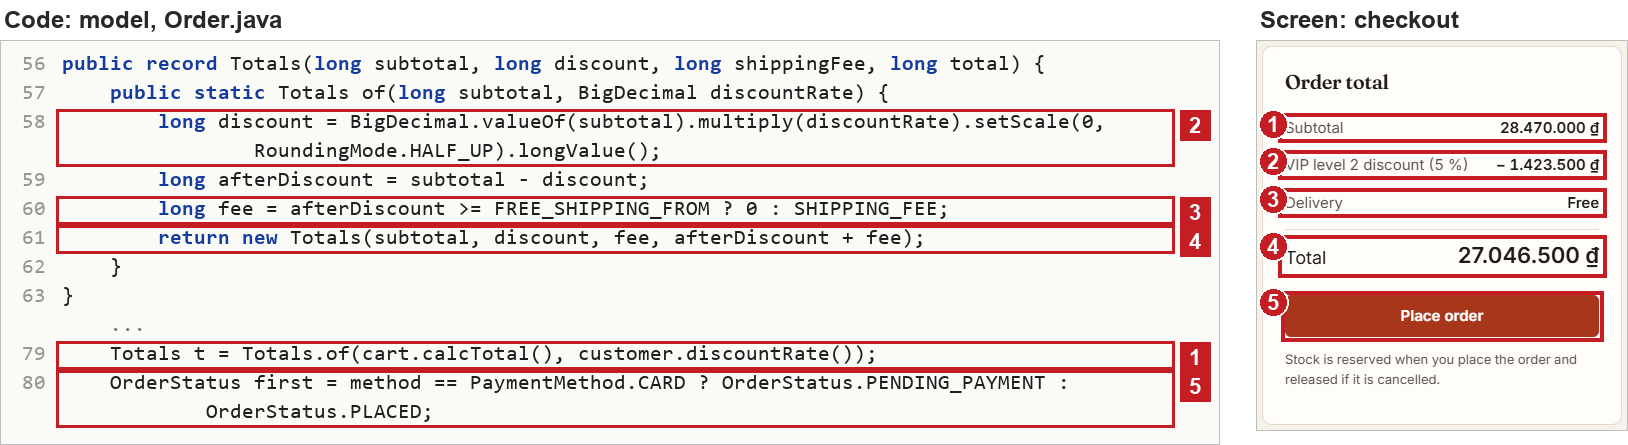 Code: model, Order.java
56 public record Totals(long subtotal, long discount, long shippingFee, long total) {
57 public static Totals of(long subtotal, BigDecimal discountRate) {
58 long discount = BigDecimal.valueOf(subtotal).multiply(discountRate).setScale(0,
RoundingMode.HALF_UP).longValue();
2
59 long afterDiscount = subtotal - discount;
60 long fee = afterDiscount >= FREE_SHIPPING_FROM ? 0 : SHIPPING_FEE;
3
61 return new Totals(subtotal, discount, fee, afterDiscount + fee);
4
62 }
63 }
...
79 Totals t = Totals.of(cart.calcTotal(), customer.discountRate());
1
80 OrderStatus first = method == PaymentMethod.CARD ? OrderStatus.PENDING_PAYMENT :
OrderStatus.PLACED;
5
Screen: checkout
Order total
1 Subtotal 28.470.000 ₫
2 VIP level 2 discount (5 %) − 1.423.500 ₫
3 Delivery Free
4 Total 27.046.500 ₫
5 Place order
Stock is reserved when you place the order and
released if it is cancelled.